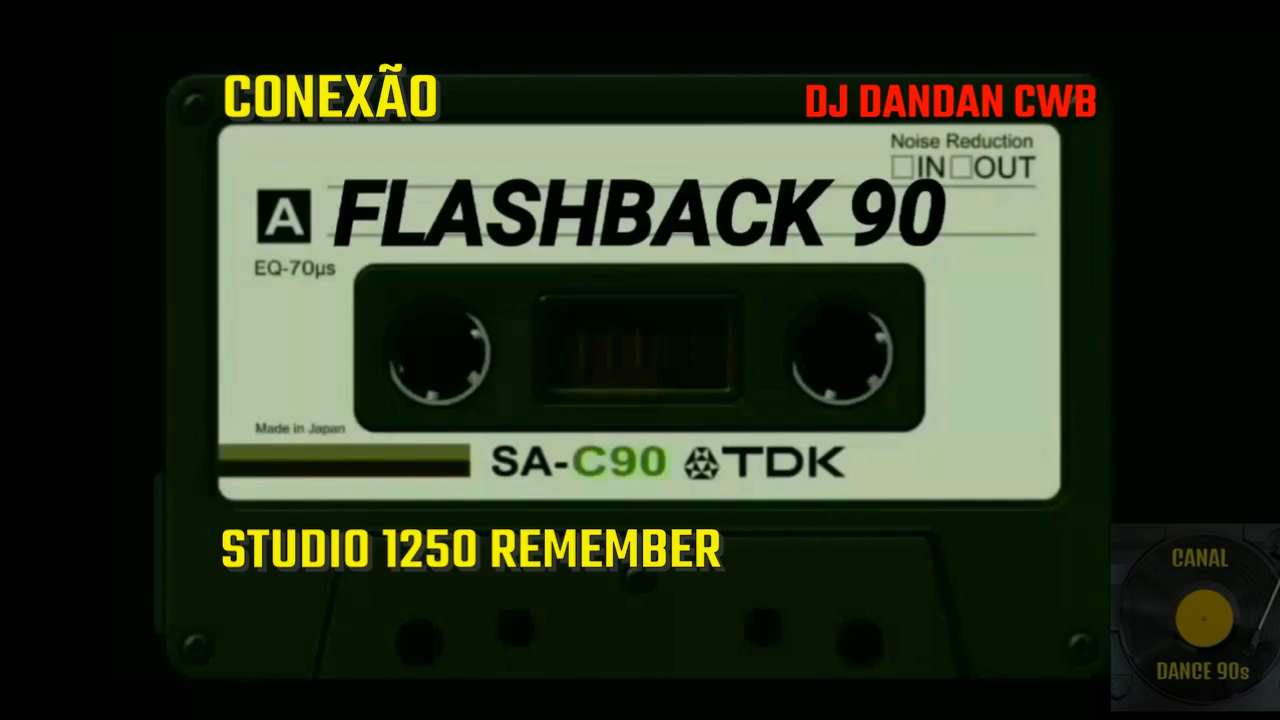 CONEXÃO
DJ DANDAN CWB
Noise Reduction
IN OUT
A FLASHBACK 90
EQ-70µs
Made in Japan
SA-C90 TDK
STUDIO 1250 REMEMBER
CANAL
DANCE 90s